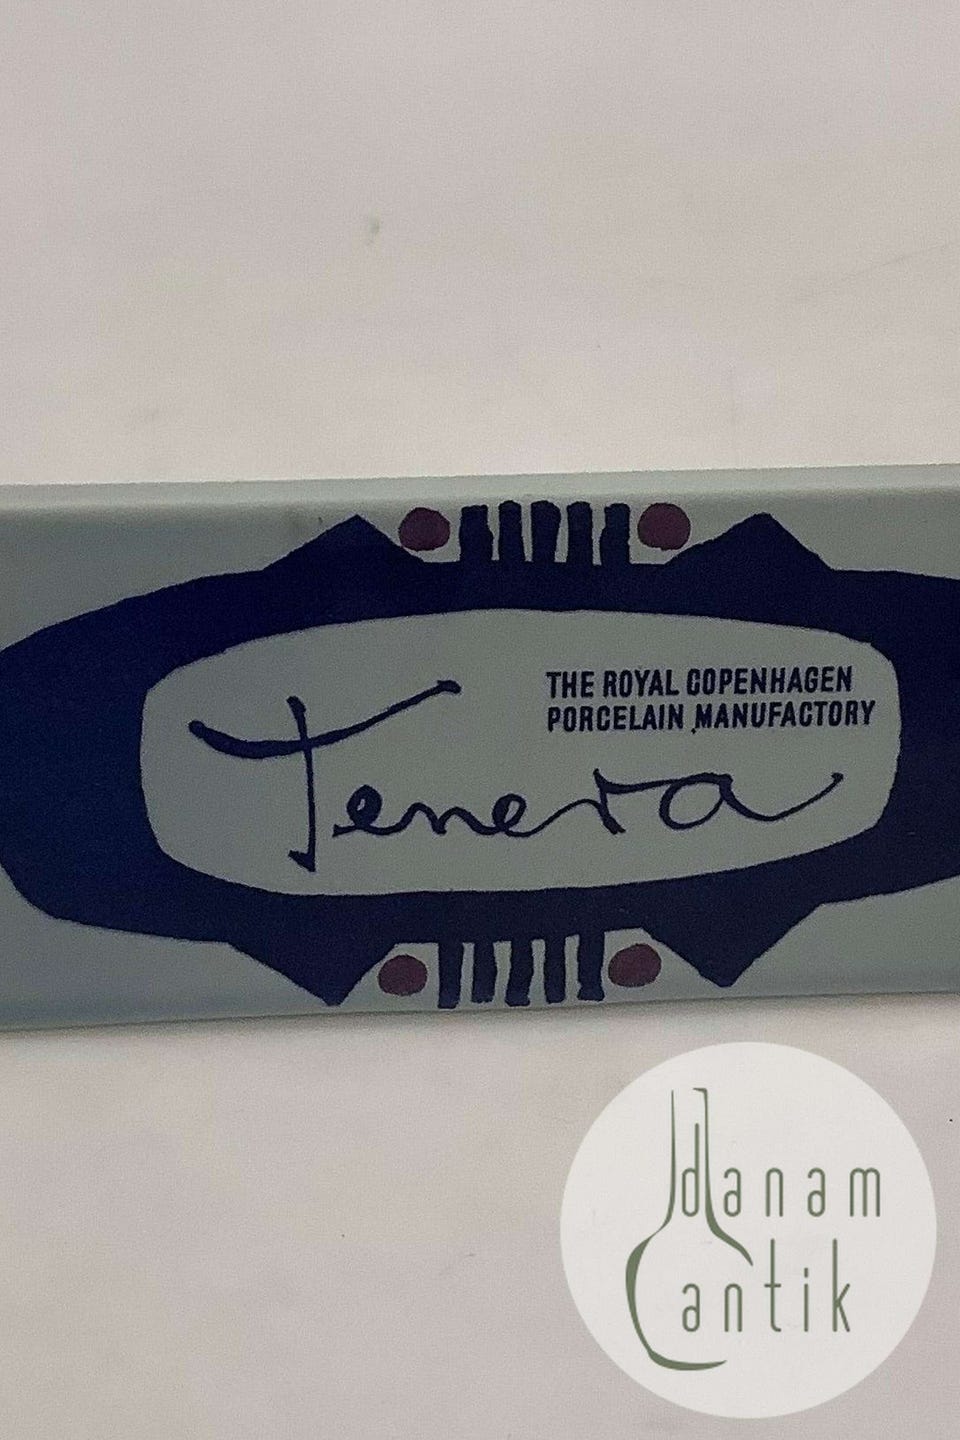 THE ROYAL COPENHAGEN
PORCELAIN MANUFACTORY
Tenera
danam
antik